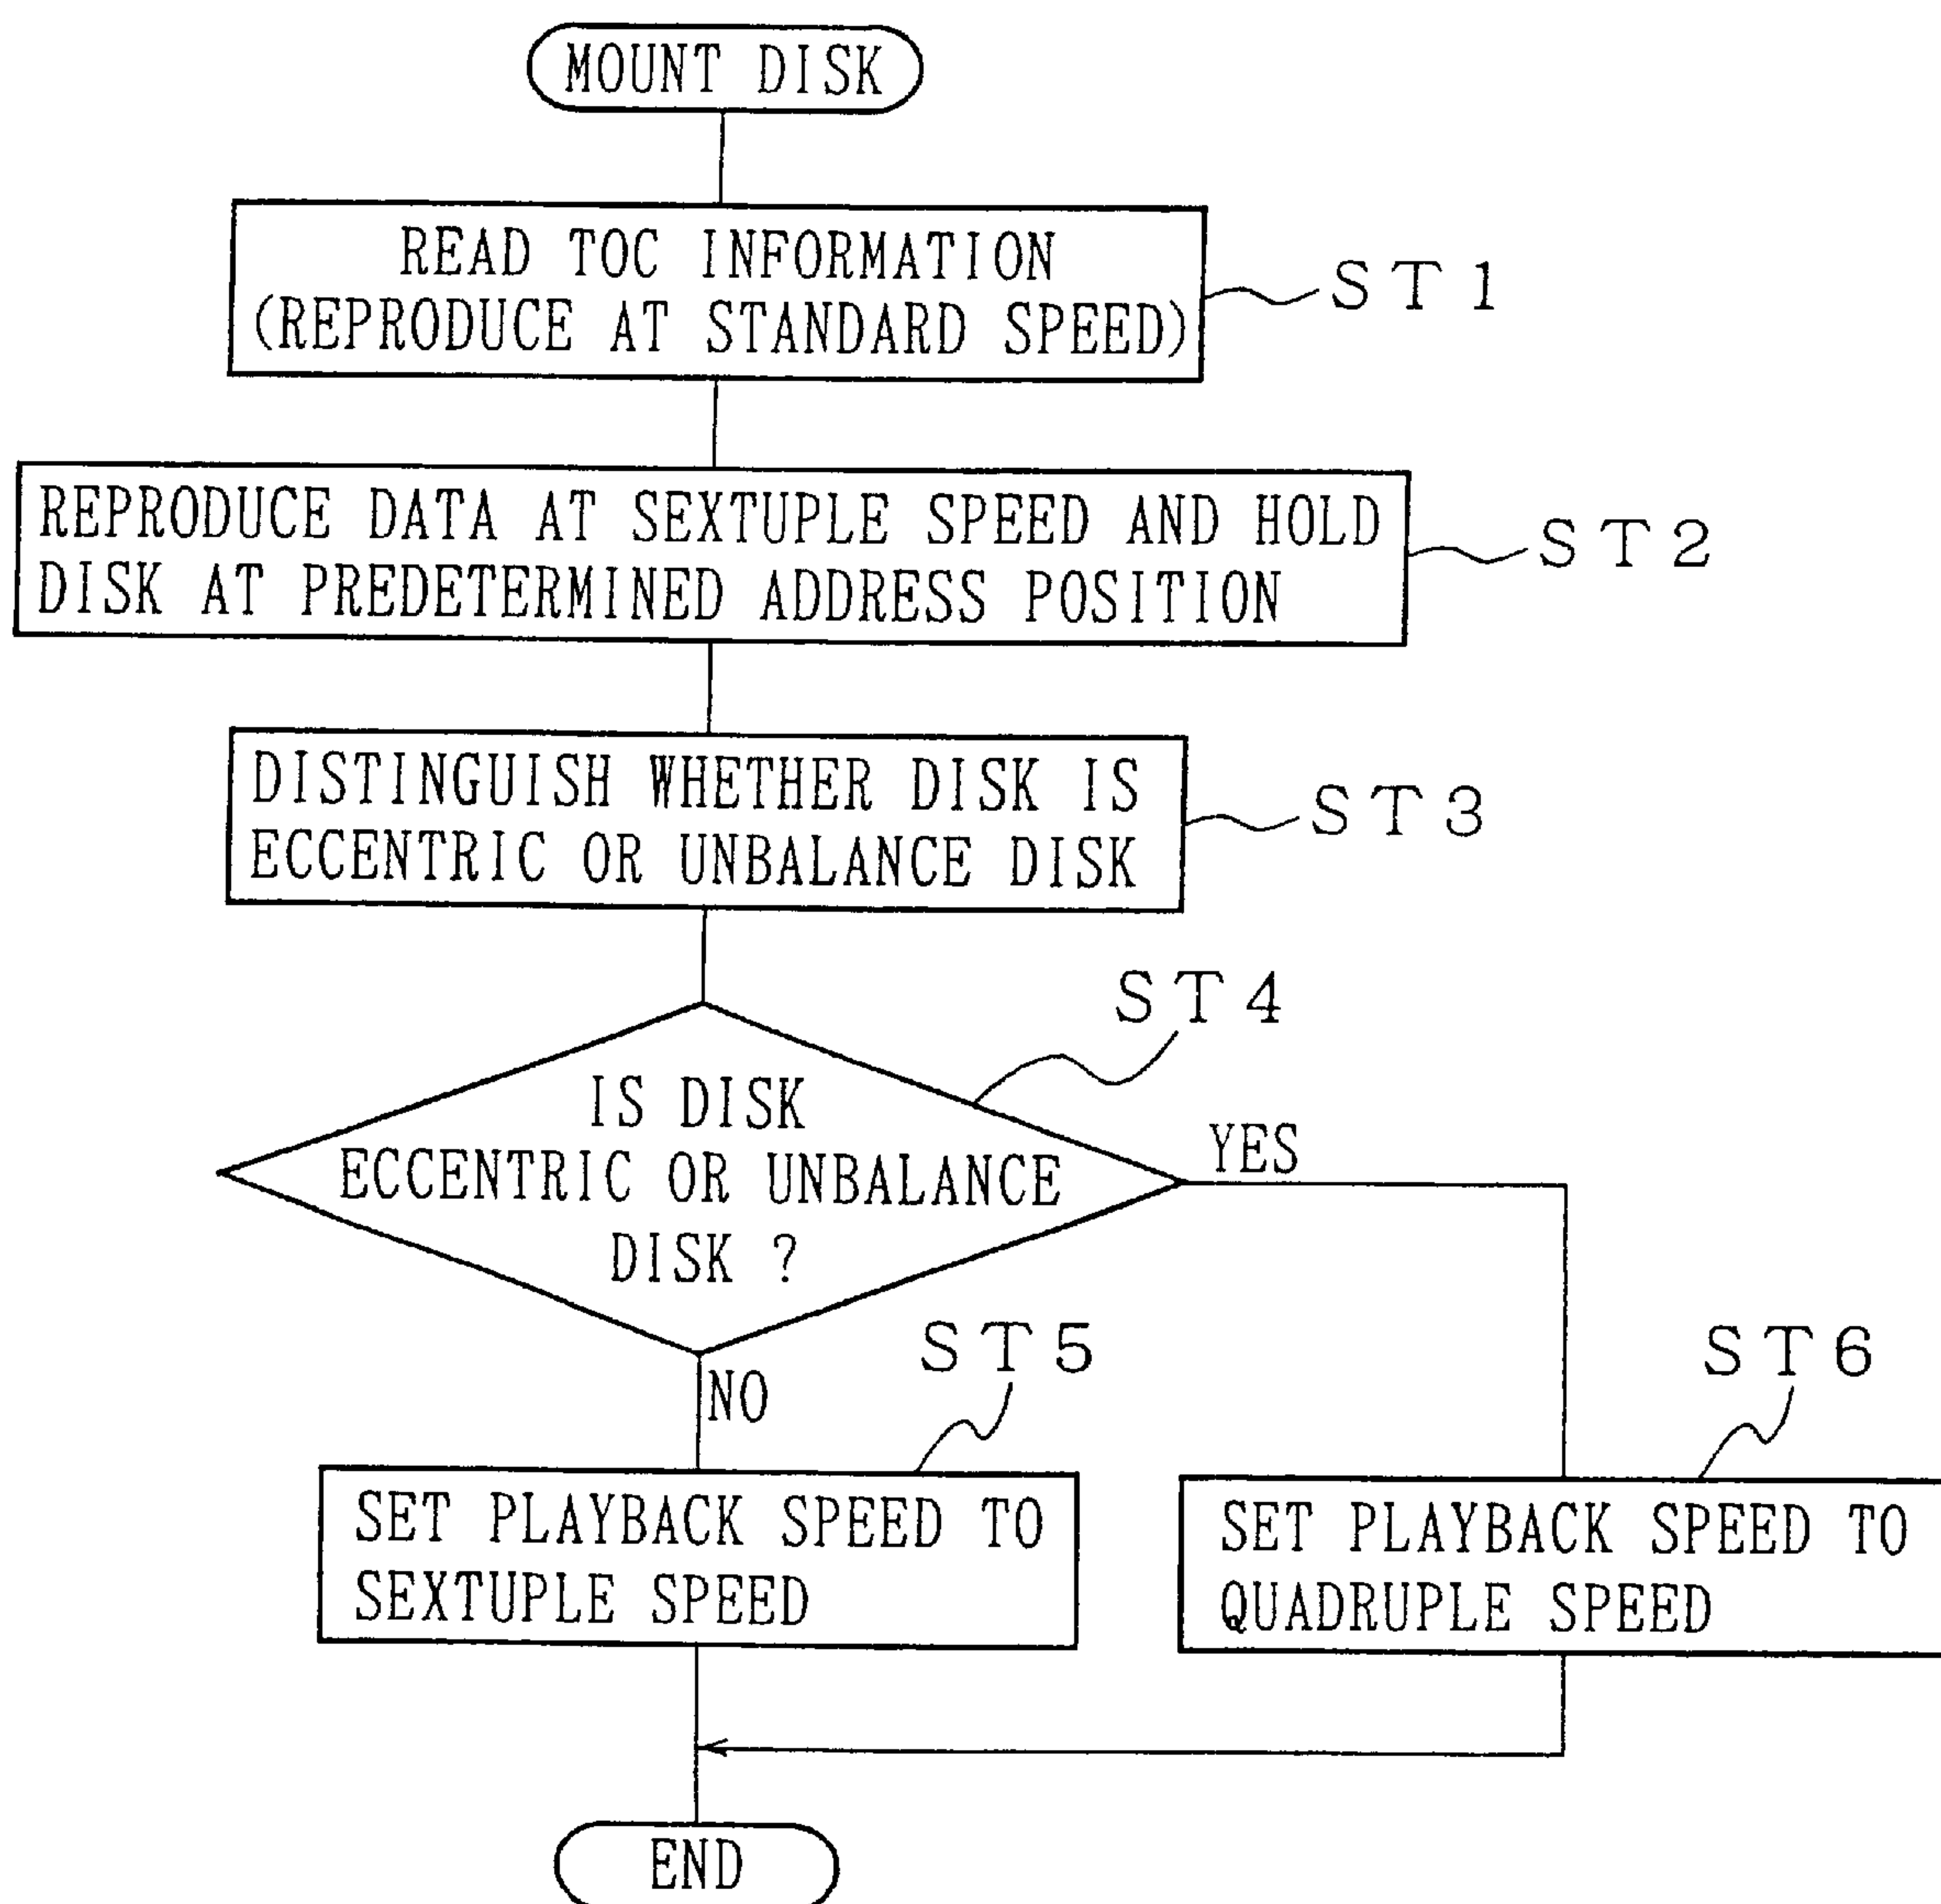 MOUNT DISK
READ TOC INFORMATION
(REPRODUCE AT STANDARD SPEED)
ST1
REPRODUCE DATA AT SEXTUPLE SPEED AND HOLD
DISK AT PREDETERMINED ADDRESS POSITION
ST2
DISTINGUISH WHETHER DISK IS
ECCENTRIC OR UNBALANCE DISK
ST3
ST4
IS DISK
ECCENTRIC OR UNBALANCE
DISK ?
YES
NO
ST5
ST6
SET PLAYBACK SPEED TO
SEXTUPLE SPEED
SET PLAYBACK SPEED TO
QUADRUPLE SPEED
END